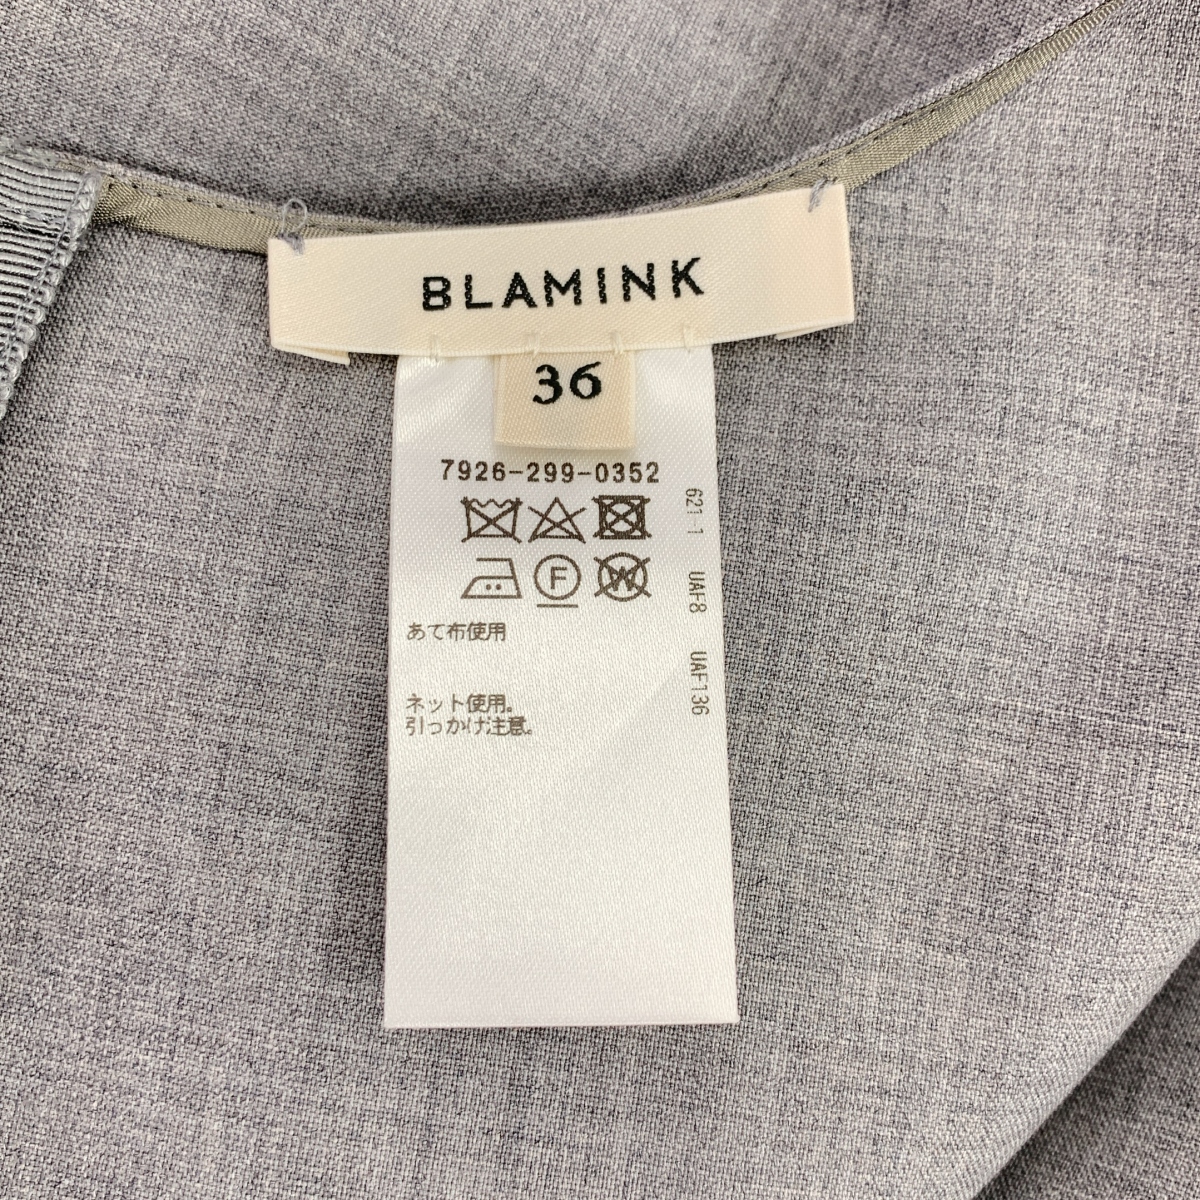 BLAMINK
36
7926-299-0352
F
W
あて布使用
ネット使用。
引っかけ注意。
621 1 UAF8 UAF136